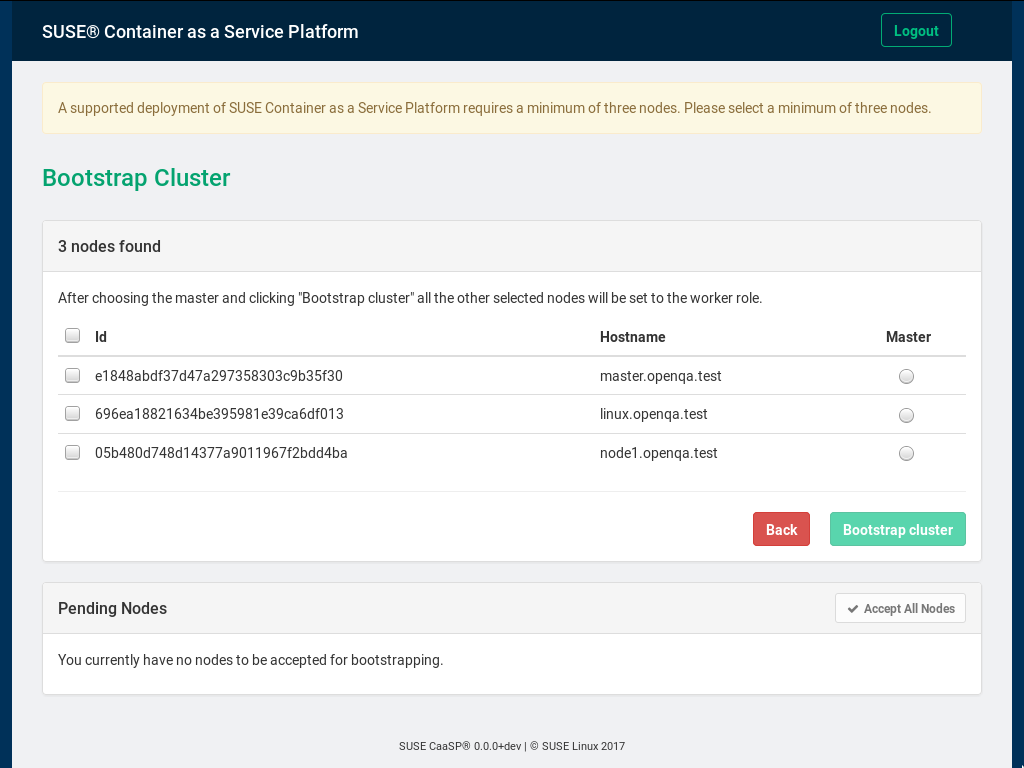 SUSE® Container as a Service Platform
Logout
A supported deployment of SUSE Container as a Service Platform requires a minimum of three nodes. Please select a minimum of three nodes.
Bootstrap Cluster
3 nodes found
After choosing the master and clicking "Bootstrap cluster" all the other selected nodes will be set to the worker role.
Id Hostname Master
e1848abdf37d47a297358303c9b35f30 master.openqa.test
696ea18821634be395981e39ca6df013 linux.openqa.test
05b480d748d14377a9011967f2bdd4ba node1.openqa.test
Back Bootstrap cluster
Pending Nodes Accept All Nodes
You currently have no nodes to be accepted for bootstrapping.
SUSE CaaSP® 0.0.0+dev | © SUSE Linux 2017